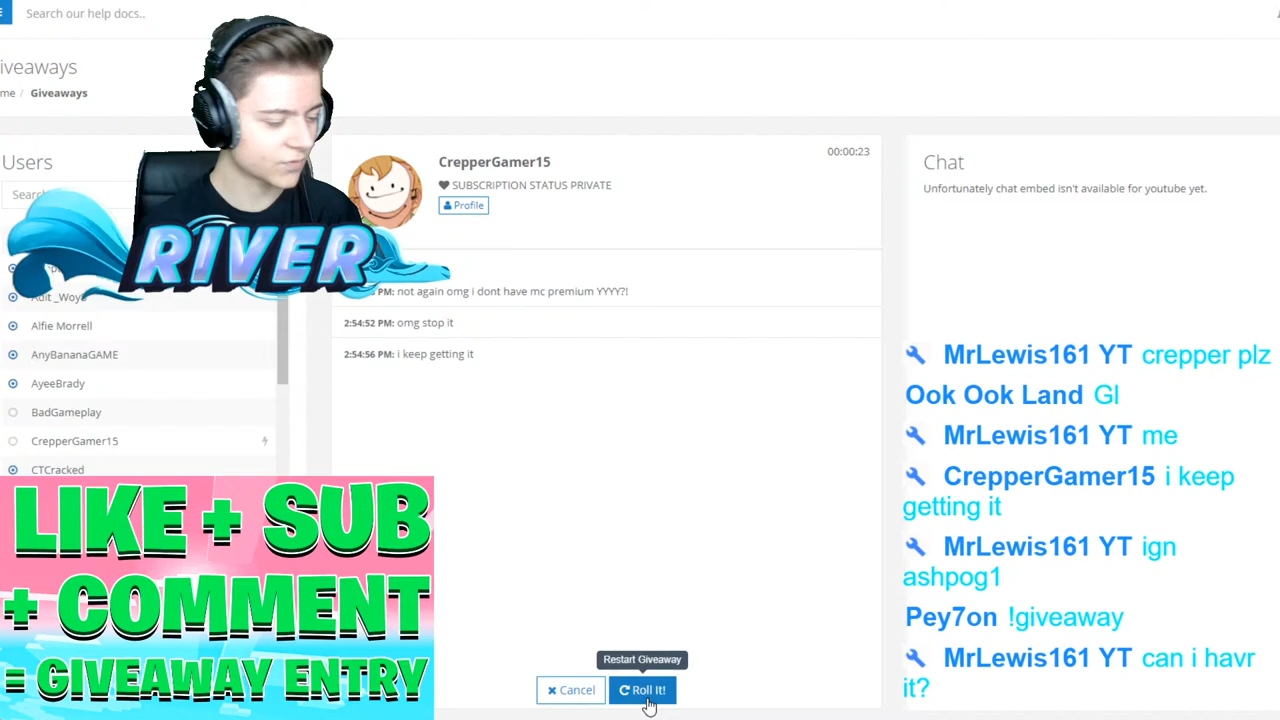 Search our help docs..
iveaways
me / Giveaways
Users
Sear
RIVER
Adit _Woya
Alfie Morrell
AnyBananaGAME
AyeeBrady
BadGameplay
CrepperGamer15
CTCracked
LIKE + SUB
+ COMMENT
= GIVEAWAY ENTRY
CrepperGamer15
SUBSCRIPTION STATUS PRIVATE
Profile
00:00:23
PM: not again omg i dont have mc premium YYYY?!
2:54:52 PM: omg stop it
2:54:56 PM: i keep getting it
Restart Giveaway
Cancel
Roll It!
Chat
Unfortunately chat embed isn't available for youtube yet.
MrLewis161 YT crepper plz
Ook Ook Land Gl
MrLewis161 YT me
CrepperGamer15 i keep
getting it
MrLewis161 YT ign
ashpog1
Pey7on !giveaway
MrLewis161 YT can i havr
it?